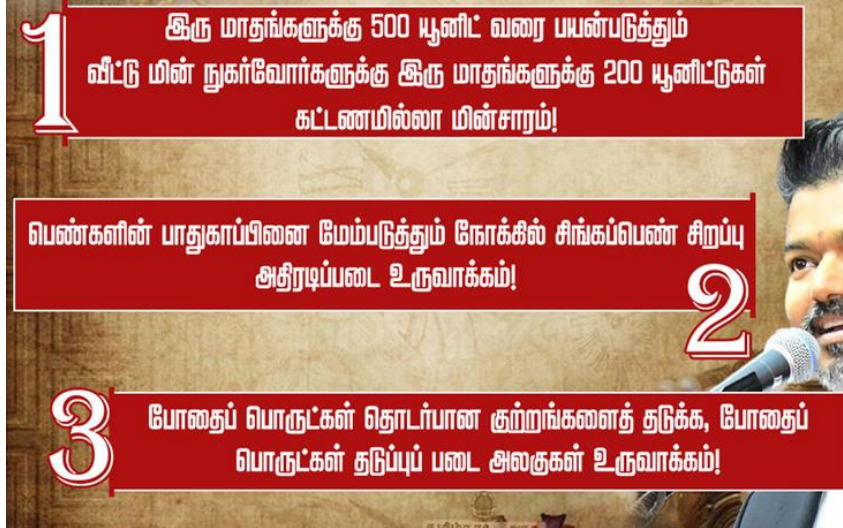 1
இரு மாதங்களுக்கு 500 யூனிட் வரை பயன்படுத்தும்
வீட்டு மின் நுகர்வோர்களுக்கு இரு மாதங்களுக்கு 200 யூனிட்டுகள்
கட்டணமில்லா மின்சாரம்!
பெண்களின் பாதுகாப்பினை மேம்படுத்தும் நோக்கில் சிங்கப்பெண் சிறப்பு
அதிரடிப்படை உருவாக்கம்!
2
3
போதைப் பொருட்கள் தொடர்பான குற்றங்களைத் தடுக்க, போதைப்
பொருட்கள் தடுப்புப் படை அலகுகள் உருவாக்கம்!